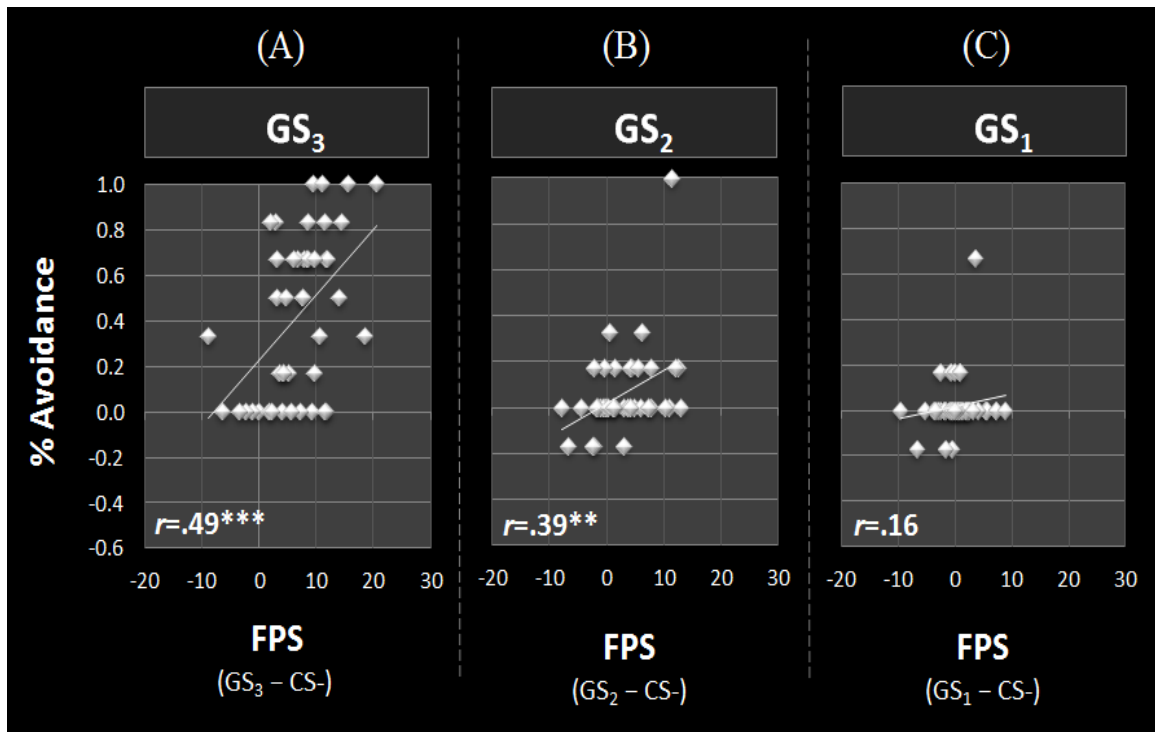 (A)
(B)
(C)
GS₃
GS₂
GS₁
% Avoidance
1.0
0.8
0.6
0.4
0.2
0.0
-0.2
-0.4
-0.6
r=.49***
r=.39**
r=.16
-20 -10 0 10 20 30
-20 -10 0 10 20 30
-20 -10 0 10 20 30
FPS
(GS₃ – CS-)
FPS
(GS₂ – CS-)
FPS
(GS₁ – CS-)